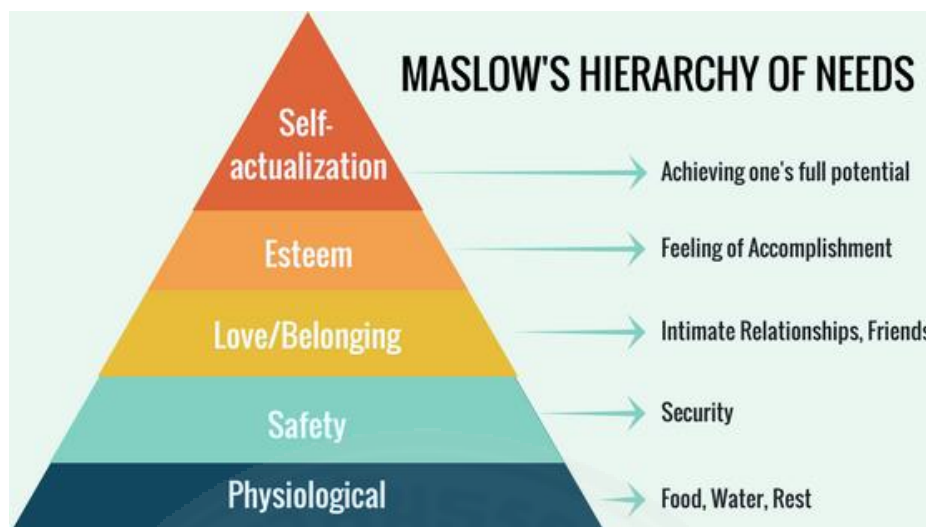 MASLOW'S HIERARCHY OF NEEDS
Self-
actualization
Achieving one's full potential
Esteem
Feeling of Accomplishment
Love/Belonging
Intimate Relationships, Friends
Safety
Security
Physiological
Food, Water, Rest